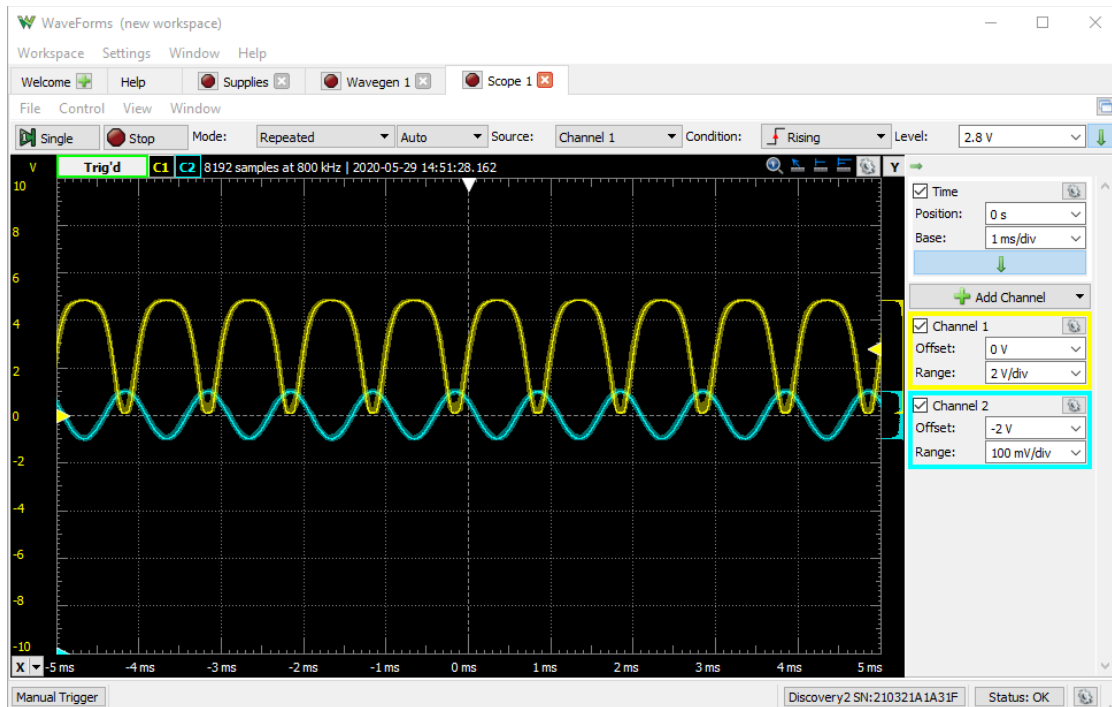 WaveForms (new workspace)
Workspace Settings Window Help
Welcome Help Supplies Wavegen 1 Scope 1
File Control View Window
Single Stop Mode: Repeated Auto Source: Channel 1 Condition: Rising Level: 2.8 V
V Trig'd C1 C2 8192 samples at 800 kHz | 2020-05-29 14:51:28.162 Y
10
8
6
4
2
0
-2
-4
-6
-8
-10
X -5 ms -4 ms -3 ms -2 ms -1 ms 0 ms 1 ms 2 ms 3 ms 4 ms 5 ms
Time
Position: 0 s
Base: 1 ms/div
Add Channel
Channel 1
Offset: 0 V
Range: 2 V/div
Channel 2
Offset: -2 V
Range: 100 mV/div
Manual Trigger Discovery2 SN:210321A1A31F Status: OK